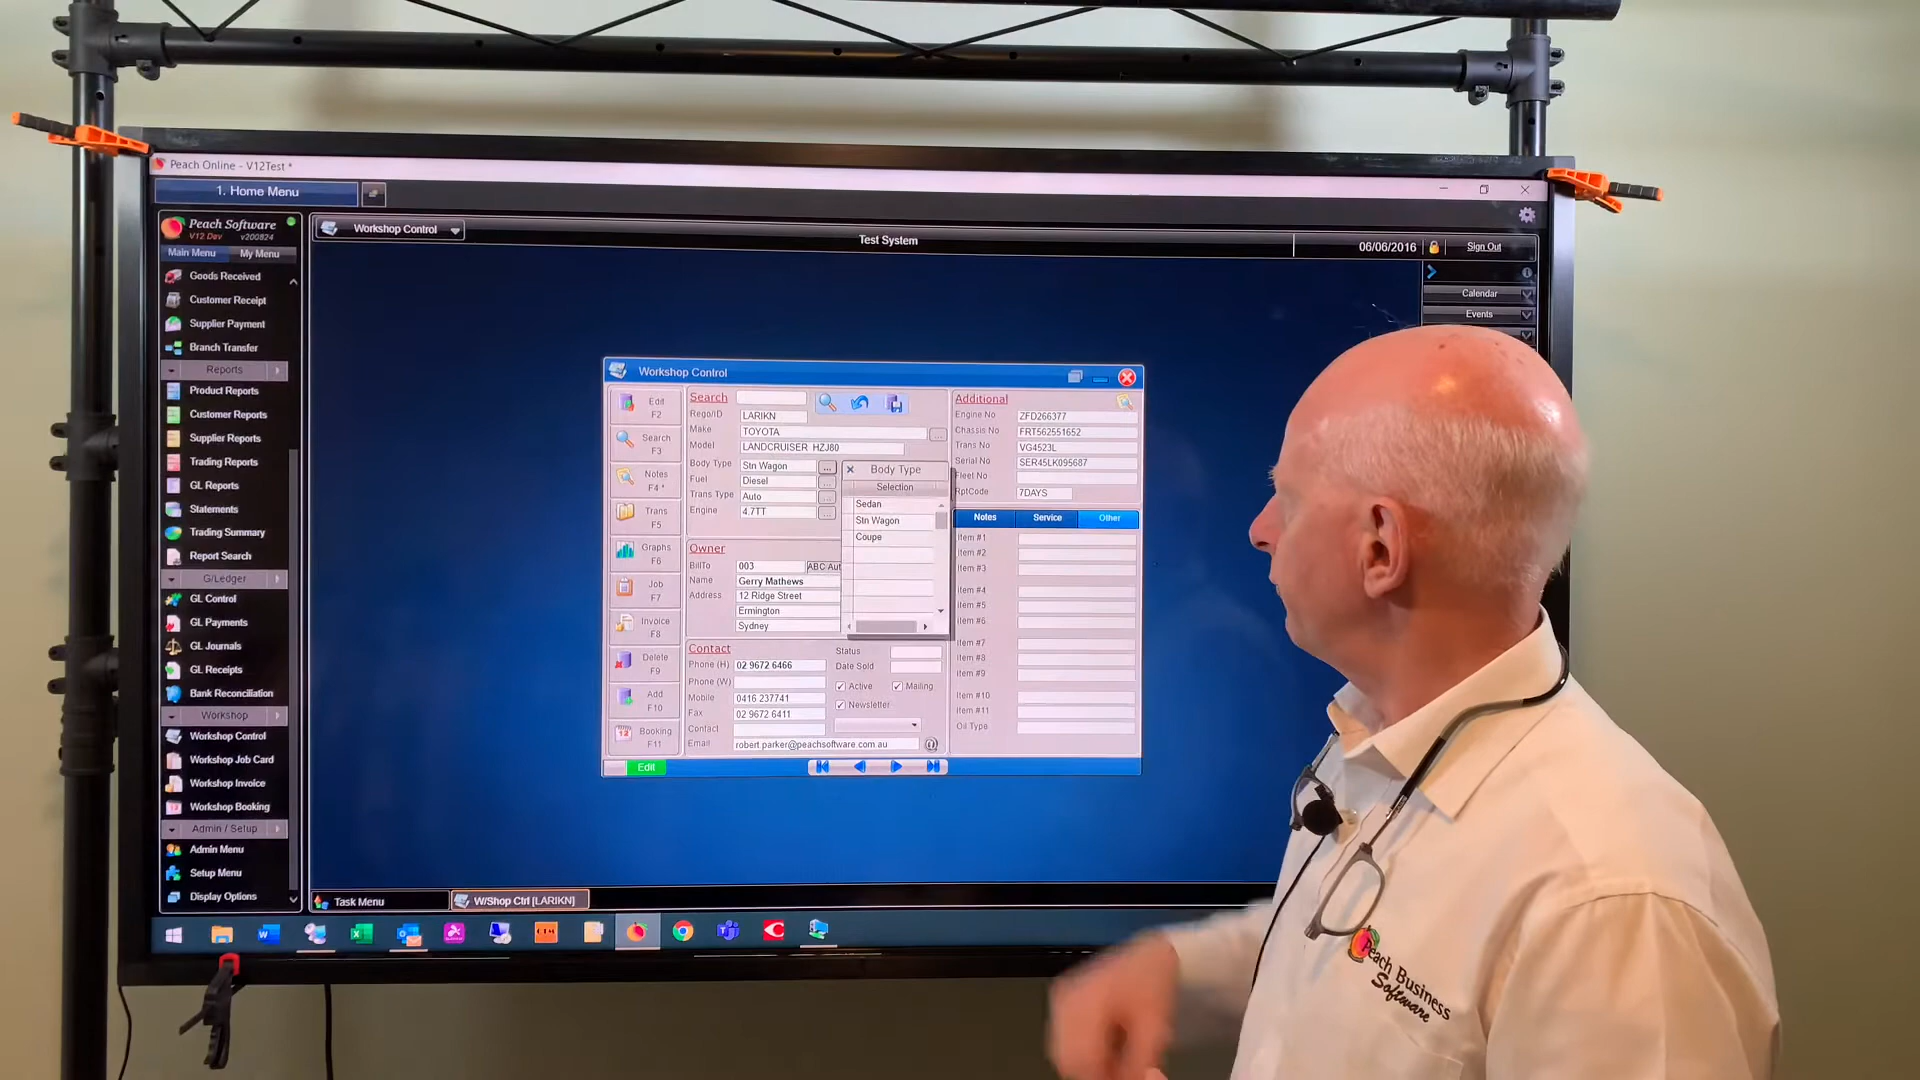 Peach Online - V12Test *
1. Home Menu
Peach Software
V12 Dev v200824
Main Menu My Menu
Goods Received
Customer Receipt
Supplier Payment
Branch Transfer
Reports
Product Reports
Customer Reports
Supplier Reports
Trading Reports
GL Reports
Statements
Trading Summary
Report Search
G/Ledger
GL Control
GL Payments
GL Journals
GL Receipts
Bank Reconciliation
Workshop
Workshop Control
Workshop Job Card
Workshop Invoice
Workshop Booking
Admin / Setup
Admin Menu
Setup Menu
Display Options
Workshop Control
Test System
06/06/2016
Sign Out
Calendar
Events
Workshop Control
Edit
F2
Search
F3
Notes
F4 *
Trans
F5
Graphs
F6
Job
F7
Invoice
F8
Delete
F9
Add
F10
Booking
F11
Search
Rego/ID LARIKN
Make TOYOTA
Model LANDCRUISER HZJ80
Body Type Stn Wagon ...
Fuel Diesel ...
Trans Type Auto ...
Engine 4.7TT ...
Body Type
Selection
Sedan
Stn Wagon
Coupe
Owner
BillTo 003 ABC Aut
Name Gerry Mathews
Address 12 Ridge Street
Ermington
Sydney
Contact
Phone (H) 02 9672 6466
Phone (W)
Mobile 0416 237741
Fax 02 9672 6411
Contact
Email robert.parker@peachsoftware.com.au @
Status
Date Sold
Active Mailing
Newsletter
Additional
Engine No ZFD266377
Chassis No FRT562551652
Trans No VG4523L
Serial No SER45LK095687
Fleet No
RptCode 7DAYS
Notes Service Other
Item #1
Item #2
Item #3
Item #4
Item #5
Item #6
Item #7
Item #8
Item #9
Item #10
Item #11
Oil Type
Edit
Task Menu
W/Shop Ctrl [LARIKN]
Peach Business
Software